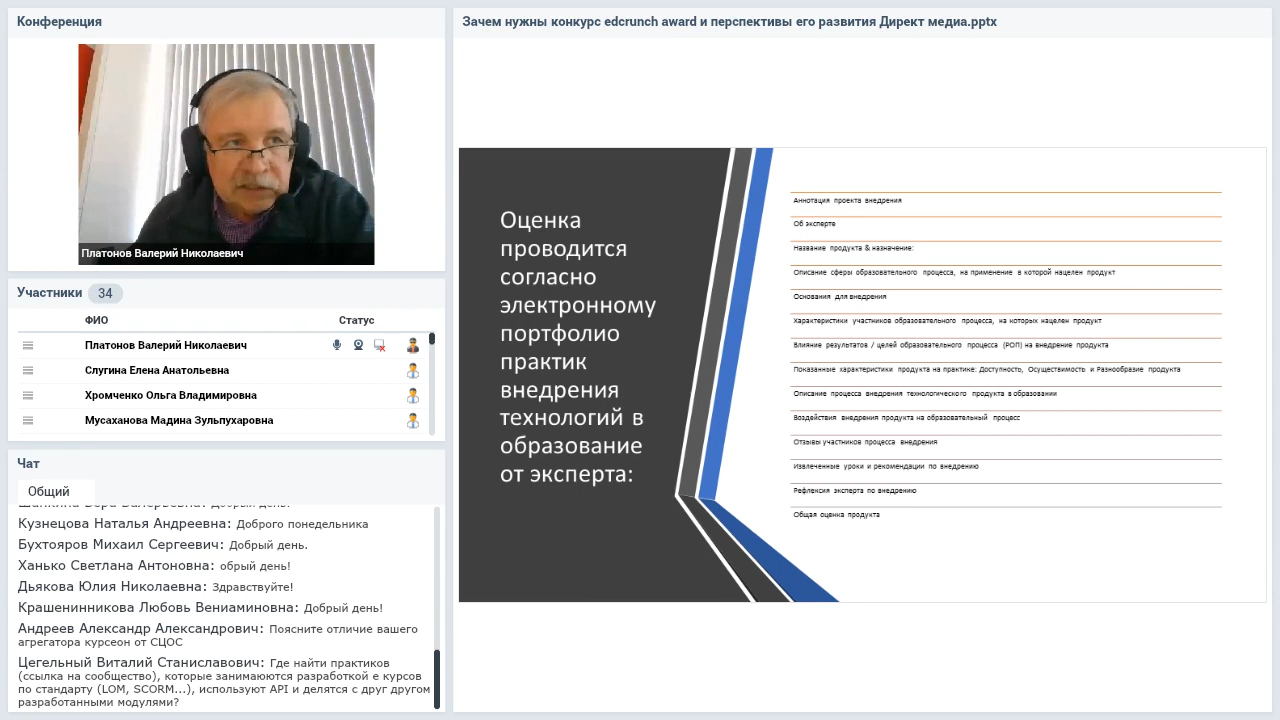 Конференция
Платонов Валерий Николаевич
Участники 34
ФИО Статус
Платонов Валерий Николаевич
Слугина Елена Анатольевна
Хромченко Ольга Владимировна
Мусаханова Мадина Зульпухаровна
Чат
Общий
Кузнецова Наталья Андреевна: Доброго понедельника
Бухтояров Михаил Сергеевич: Добрый день.
Ханько Светлана Антоновна: обрый день!
Дьякова Юлия Николаевна: Здравствуйте!
Крашенинникова Любовь Вениаминовна: Добрый день!
Андреев Александр Александрович: Поясните отличие вашего
агрегатора курсеон от СЦОС
Цегельный Виталий Станиславович: Где найти практиков
(ссылка на сообщество), которые занимаюются разработкой е курсов
по стандарту (LOM, SCORM...), используют API и делятся с друг другом
разработанными модулями?
Зачем нужны конкурс edcrunch award и перспективы его развития Директ медиа.pptx
Оценка
проводится
согласно
электронному
портфолио
практик
внедрения
технологий в
образование
от эксперта:
Аннотация проекта внедрения
Об эксперте
Название продукта & назначение:
Описание сферы образовательного процесса, на применение в которой нацелен продукт
Основания для внедрения
Характеристики участников образовательного процесса, на которых нацелен продукт
Влияние результатов / целей образовательного процесса (РОП) на внедрение продукта
Показанные характеристики продукта на практике: Доступность, Осуществимость и Разнообразие продукта
Описание процесса внедрения технологического продукта в образовании
Воздействия внедрения продукта на образовательный процесс
Отзывы участников процесса внедрения
Извлеченные уроки и рекомендации по внедрению
Рефлексия эксперта по внедрению
Общая оценка продукта